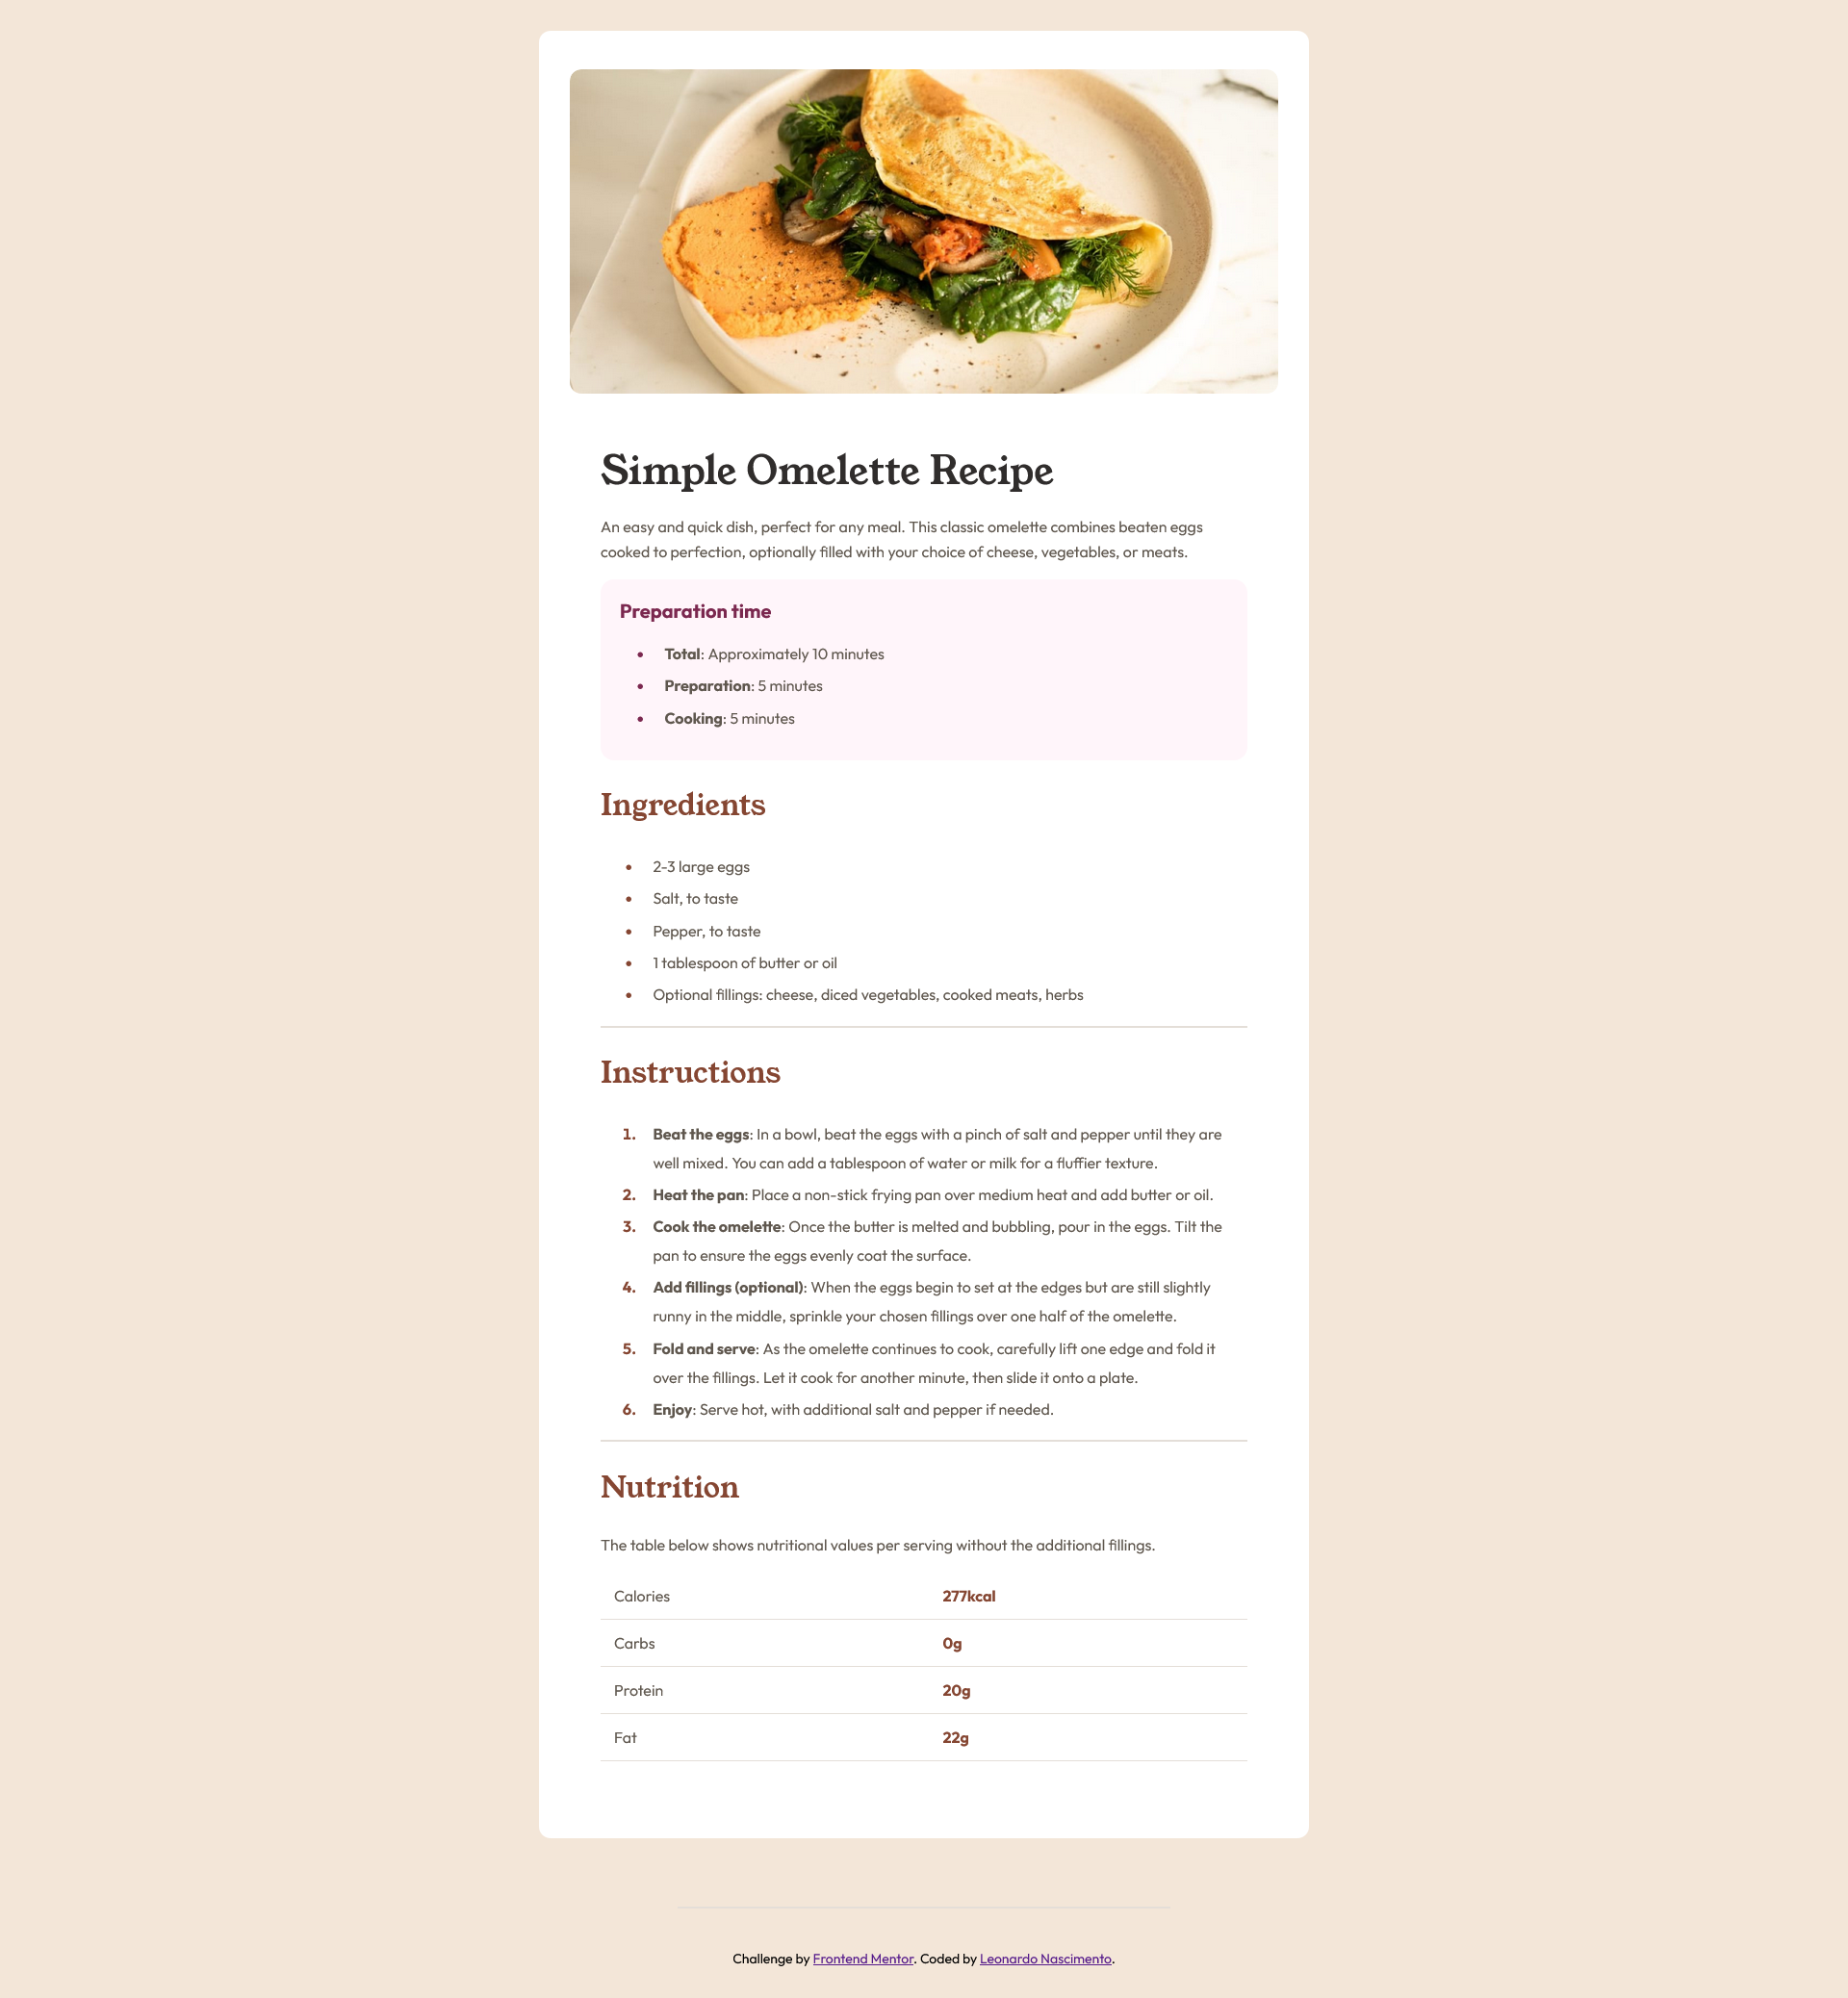 Simple Omelette Recipe
An easy and quick dish, perfect for any meal. This classic omelette combines beaten eggs
cooked to perfection, optionally filled with your choice of cheese, vegetables, or meats.
Preparation time
• Total: Approximately 10 minutes
• Preparation: 5 minutes
• Cooking: 5 minutes
Ingredients
• 2-3 large eggs
• Salt, to taste
• Pepper, to taste
• 1 tablespoon of butter or oil
• Optional fillings: cheese, diced vegetables, cooked meats, herbs
Instructions
1. Beat the eggs: In a bowl, beat the eggs with a pinch of salt and pepper until they are
well mixed. You can add a tablespoon of water or milk for a fluffier texture.
2. Heat the pan: Place a non-stick frying pan over medium heat and add butter or oil.
3. Cook the omelette: Once the butter is melted and bubbling, pour in the eggs. Tilt the
pan to ensure the eggs evenly coat the surface.
4. Add fillings (optional): When the eggs begin to set at the edges but are still slightly
runny in the middle, sprinkle your chosen fillings over one half of the omelette.
5. Fold and serve: As the omelette continues to cook, carefully lift one edge and fold it
over the fillings. Let it cook for another minute, then slide it onto a plate.
6. Enjoy: Serve hot, with additional salt and pepper if needed.
Nutrition
The table below shows nutritional values per serving without the additional fillings.
Calories 277kcal
Carbs 0g
Protein 20g
Fat 22g
Challenge by Frontend Mentor. Coded by Leonardo Nascimento.